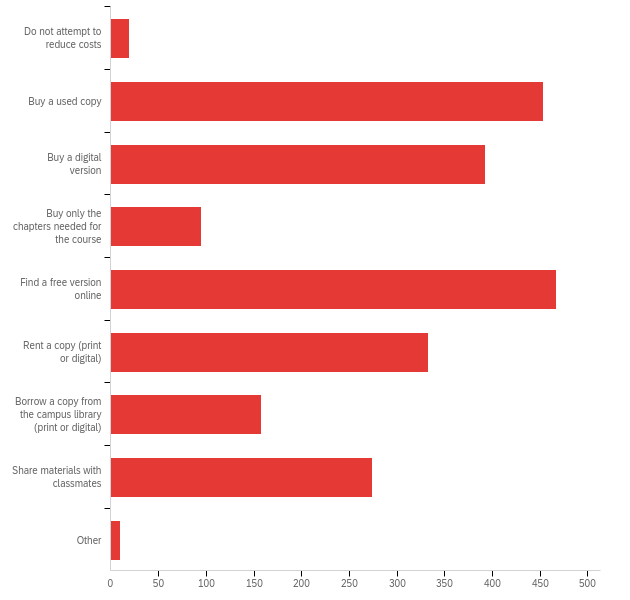 Do not attempt to
reduce costs
Buy a used copy
Buy a digital
version
Buy only the
chapters needed for
the course
Find a free version
online
Rent a copy (print
or digital)
Borrow a copy from
the campus library
(print or digital)
Share materials with
classmates
Other
0 50 100 150 200 250 300 350 400 450 500